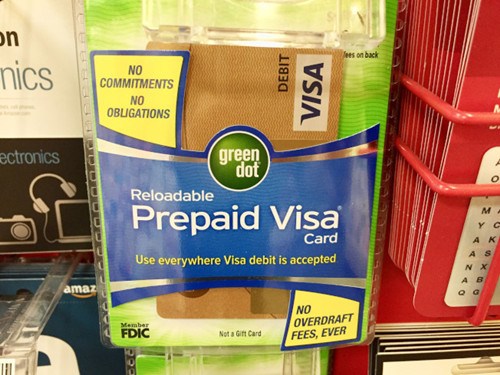 on
nics
ectronics
amaz
fees on back
NO
COMMITMENTS
NO
OBLIGATIONS
DEBIT
VISA
green
dot
Reloadable
Prepaid Visa®
Card
Use everywhere Visa debit is accepted
Member
FDIC
Not a Gift Card
NO
OVERDRAFT
FEES, EVER
A
O
M
Y C
A K
A S
N X
A B
Q G